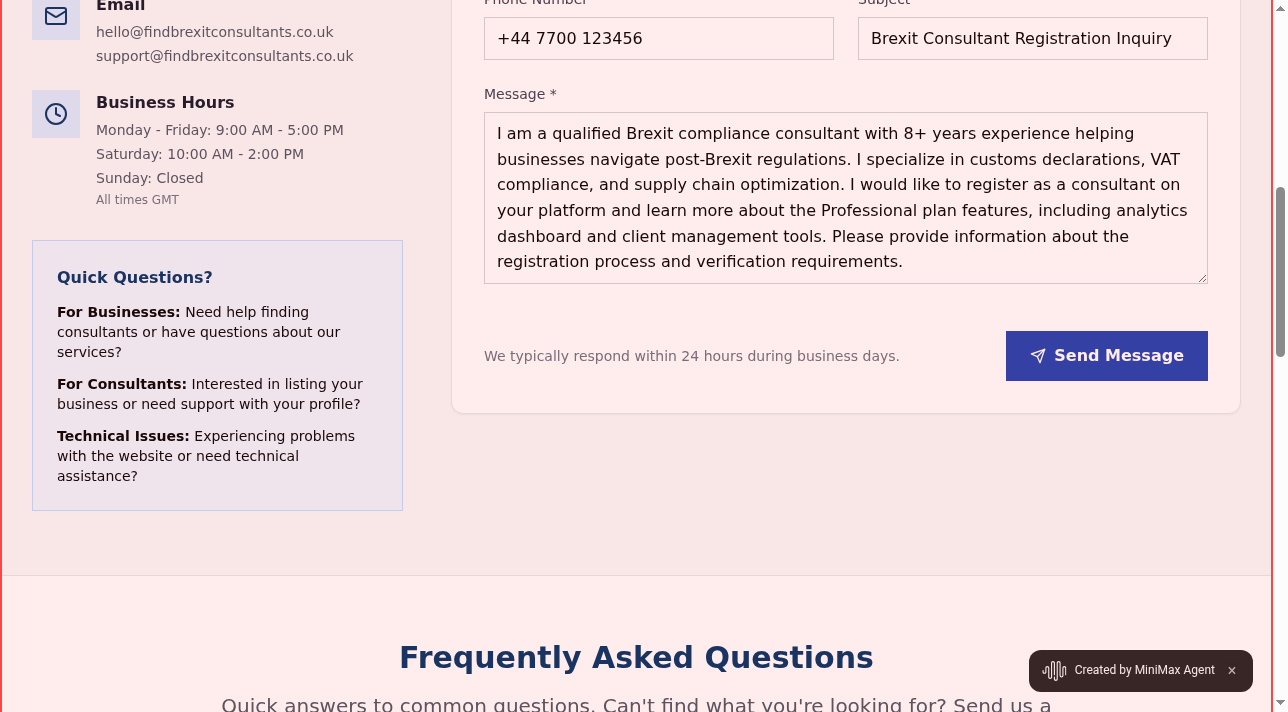 Email
hello@findbrexitconsultants.co.uk
support@findbrexitconsultants.co.uk
Business Hours
Monday - Friday: 9:00 AM - 5:00 PM
Saturday: 10:00 AM - 2:00 PM
Sunday: Closed
All times GMT
Quick Questions?
For Businesses: Need help finding
consultants or have questions about our
services?
For Consultants: Interested in listing your
business or need support with your profile?
Technical Issues: Experiencing problems
with the website or need technical
assistance?
Phone Number
Subject
+44 7700 123456
Brexit Consultant Registration Inquiry
Message *
I am a qualified Brexit compliance consultant with 8+ years experience helping
businesses navigate post-Brexit regulations. I specialize in customs declarations, VAT
compliance, and supply chain optimization. I would like to register as a consultant on
your platform and learn more about the Professional plan features, including analytics
dashboard and client management tools. Please provide information about the
registration process and verification requirements.
We typically respond within 24 hours during business days.
Send Message
Frequently Asked Questions
Quick answers to common questions. Can't find what you're looking for? Send us a
Created by MiniMax Agent ×